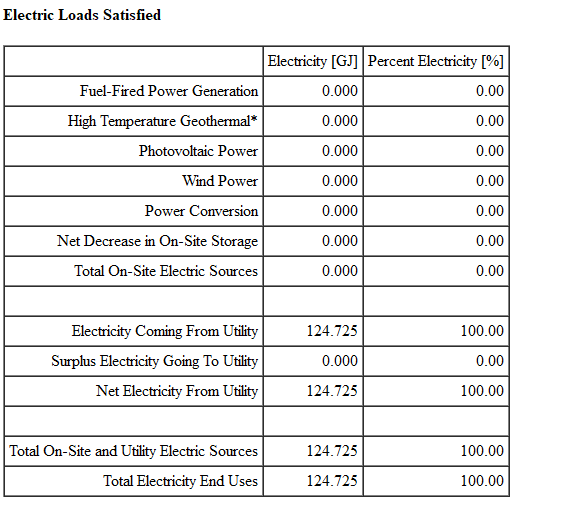 Electric Loads Satisfied
Electricity [GJ] Percent Electricity [%]
Fuel-Fired Power Generation 0.000 0.00
High Temperature Geothermal* 0.000 0.00
Photovoltaic Power 0.000 0.00
Wind Power 0.000 0.00
Power Conversion 0.000 0.00
Net Decrease in On-Site Storage 0.000 0.00
Total On-Site Electric Sources 0.000 0.00
Electricity Coming From Utility 124.725 100.00
Surplus Electricity Going To Utility 0.000 0.00
Net Electricity From Utility 124.725 100.00
Total On-Site and Utility Electric Sources 124.725 100.00
Total Electricity End Uses 124.725 100.00